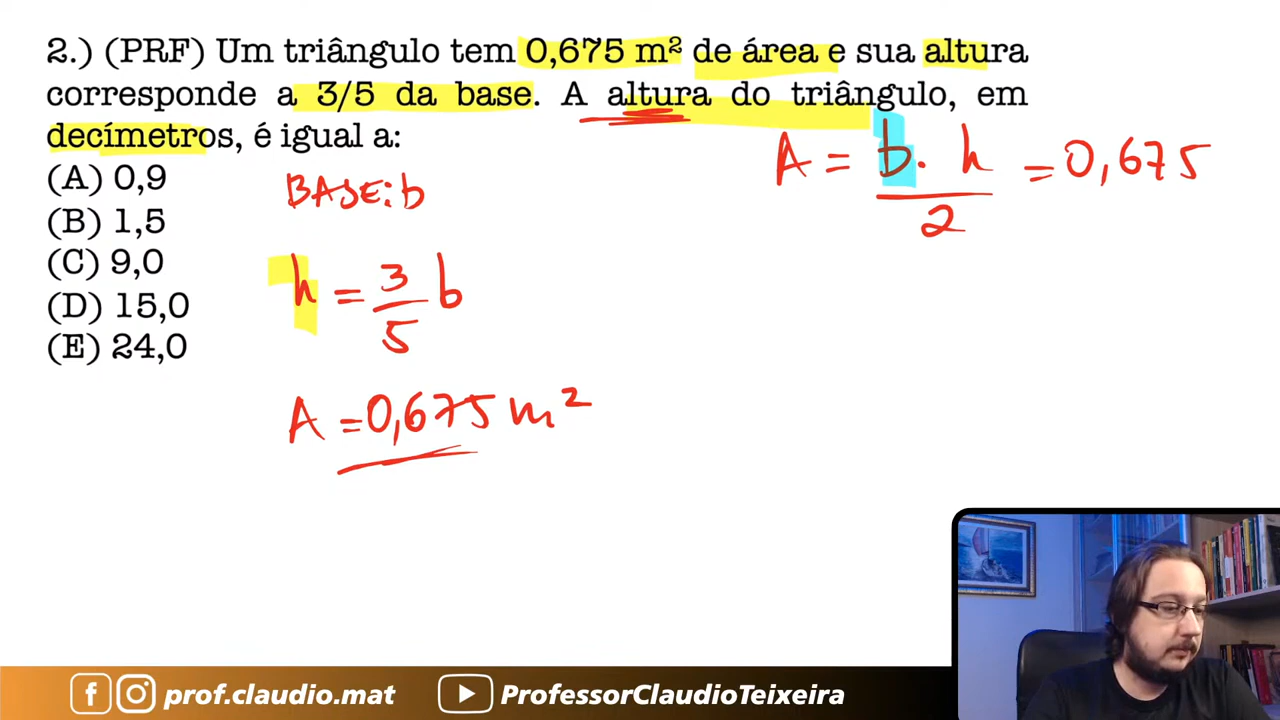 2.) (PRF) Um triângulo tem 0,675 m² de área e sua altura
corresponde a 3/5 da base. A altura do triângulo, em
decímetros, é igual a:
(A) 0,9
(B) 1,5
(C) 9,0
(D) 15,0
(E) 24,0
BASE: b
h = 3/5 b
A = 0,675 m²
A = b . h / 2 = 0,675
prof.claudio.mat
ProfessorClaudioTeixeira